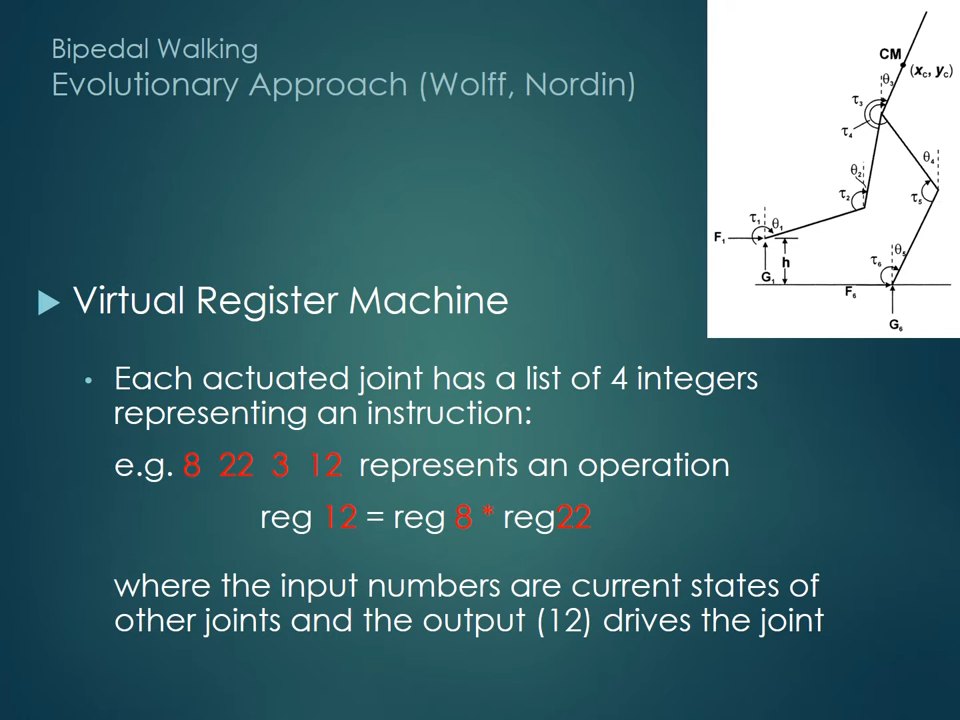 Bipedal Walking
Evolutionary Approach (Wolff, Nordin)
CM
(xC, yC)
θ3
τ3
τ4
θ4
θ2
τ2
τ5
τ1
θ1
F1
h
G1
τ6
θ5
F6
G6
▶ Virtual Register Machine
• Each actuated joint has a list of 4 integers
representing an instruction:
e.g. 8 22 3 12 represents an operation
reg 12 = reg 8 * reg22
where the input numbers are current states of
other joints and the output (12) drives the joint